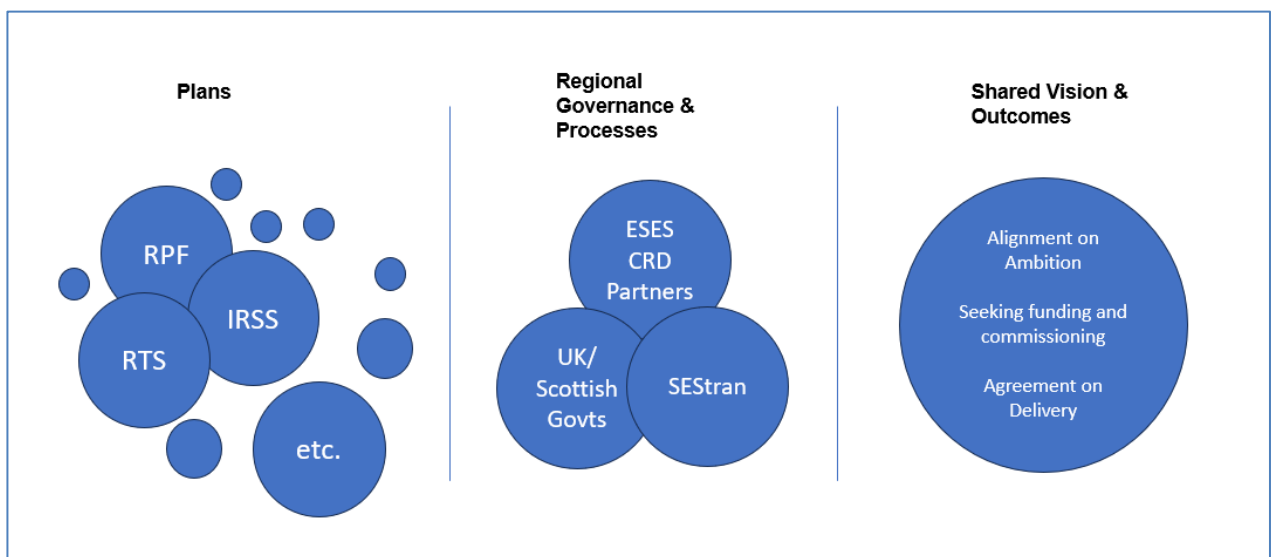 Plans
RPF
IRSS
RTS
etc.
Regional
Governance &
Processes
ESES
CRD
Partners
UK/
Scottish
Govts
SEStran
Shared Vision &
Outcomes
Alignment on
Ambition
Seeking funding and
commissioning
Agreement on
Delivery